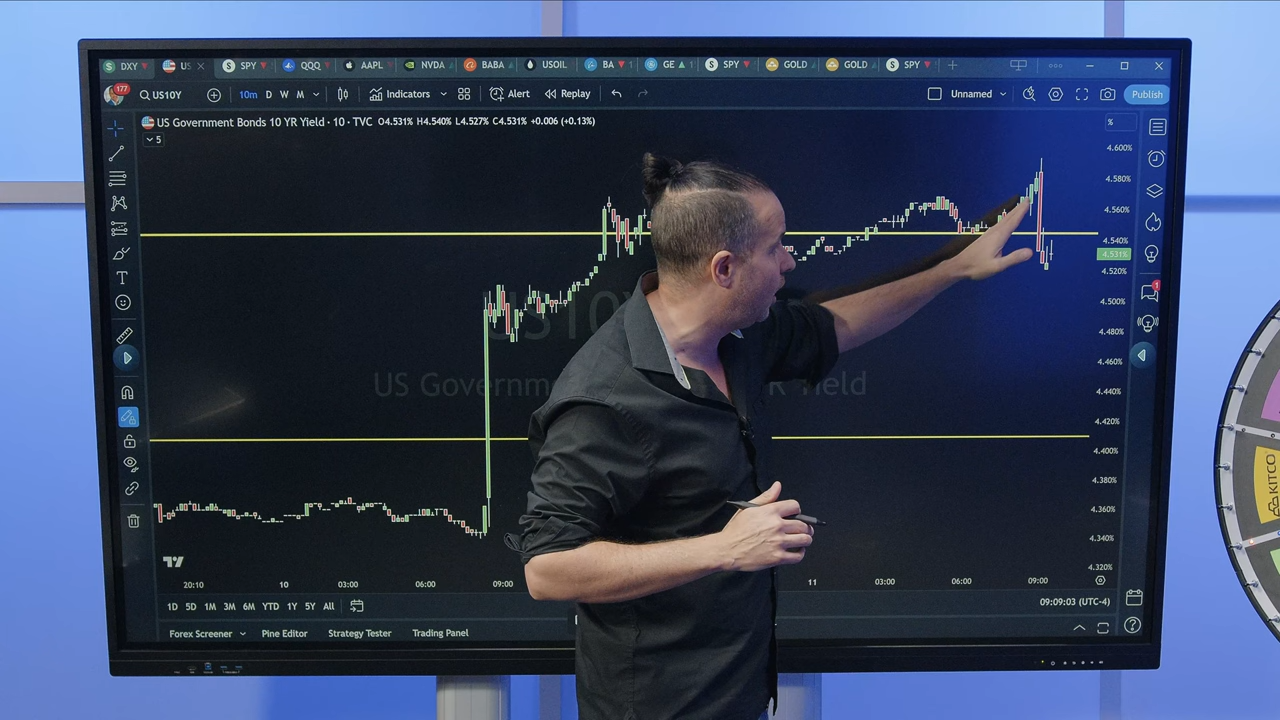 DXY US SPY QQQ AAPL NVDA BABA USOIL BA 1 GE 1 SPY GOLD GOLD SPY
177 US10Y 10m D W M Indicators Alert Replay Unnamed Publish
US Government Bonds 10 YR Yield · 10 · TVC O4.531% H4.540% L4.527% C4.531% +0.006 (+0.13%)
%
5
4.600%
4.580%
4.560%
4.540%
4.531%
4.520%
4.500%
4.480%
4.460%
4.440%
4.420%
4.400%
4.380%
4.360%
4.340%
4.320%
1
US10Y
US Governm
Yield
KITCO
20:10 10 03:00 06:00 09:00 11 03:00 06:00 09:00
1D 5D 1M 3M 6M YTD 1Y 5Y All 09:09:03 (UTC-4)
Forex Screener Pine Editor Strategy Tester Trading Panel